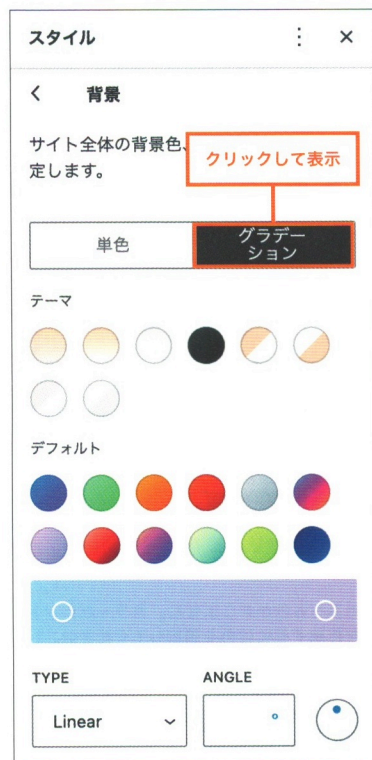 スタイル
背景
サイト全体の背景色、
定します。
クリックして表示
単色
グラデー
ション
テーマ
デフォルト
TYPE
ANGLE
Linear
°